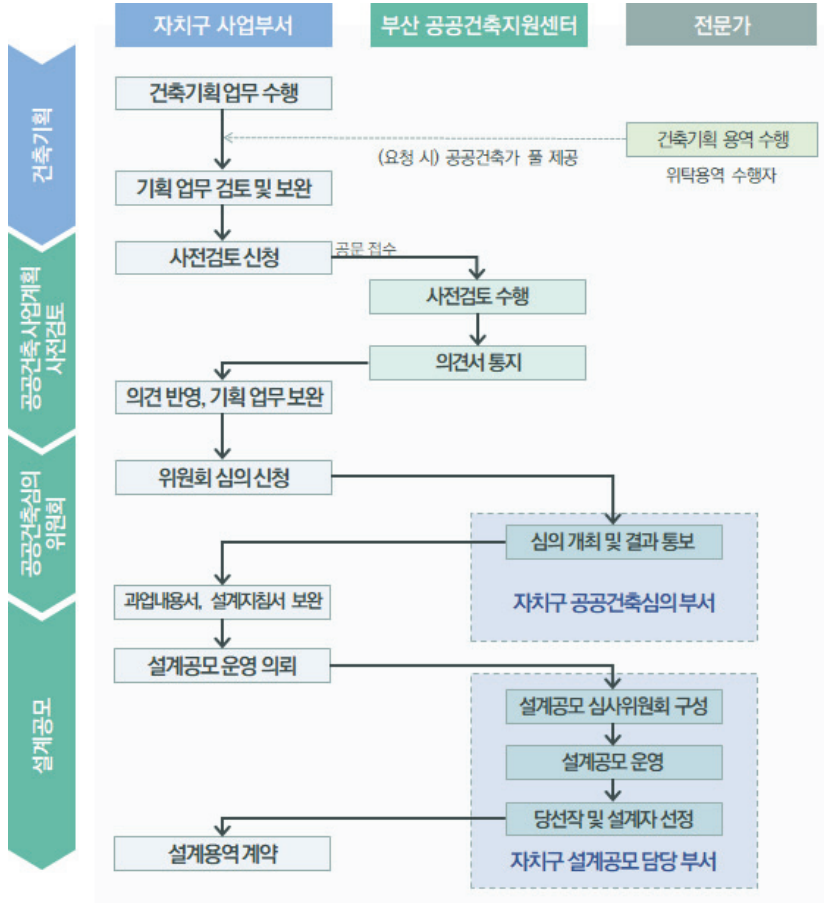 자치구 사업부서
부산 공공건축지원센터
전문가
건축기획
건축기획 업무 수행
건축기획 용역 수행
(요청 시) 공공건축가 풀 제공
위탁용역 수행자
기획 업무 검토 및 보완
공공건축 사업계획
사전검토
사전검토 신청
공문 접수
사전검토 수행
의견서 통지
의견 반영, 기획 업무 보완
공공건축심의
위원회
위원회 심의 신청
심의 개최 및 결과 통보
자치구 공공건축심의 부서
과업내용서, 설계지침서 보완
설계공모
설계공모 운영 의뢰
설계공모 심사위원회 구성
설계공모 운영
당선작 및 설계자 선정
자치구 설계공모 담당 부서
설계용역 계약